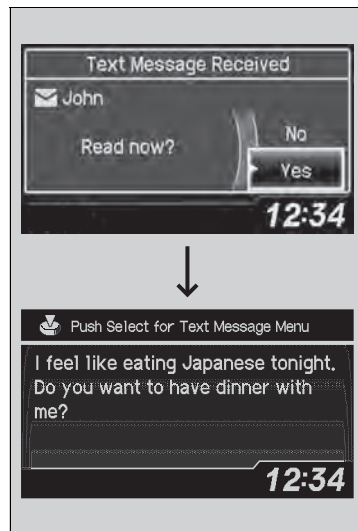 Text Message Received
John
Read now?
No
Yes
12:34
Push Select for Text Message Menu
I feel like eating Japanese tonight.
Do you want to have dinner with
me?
12:34